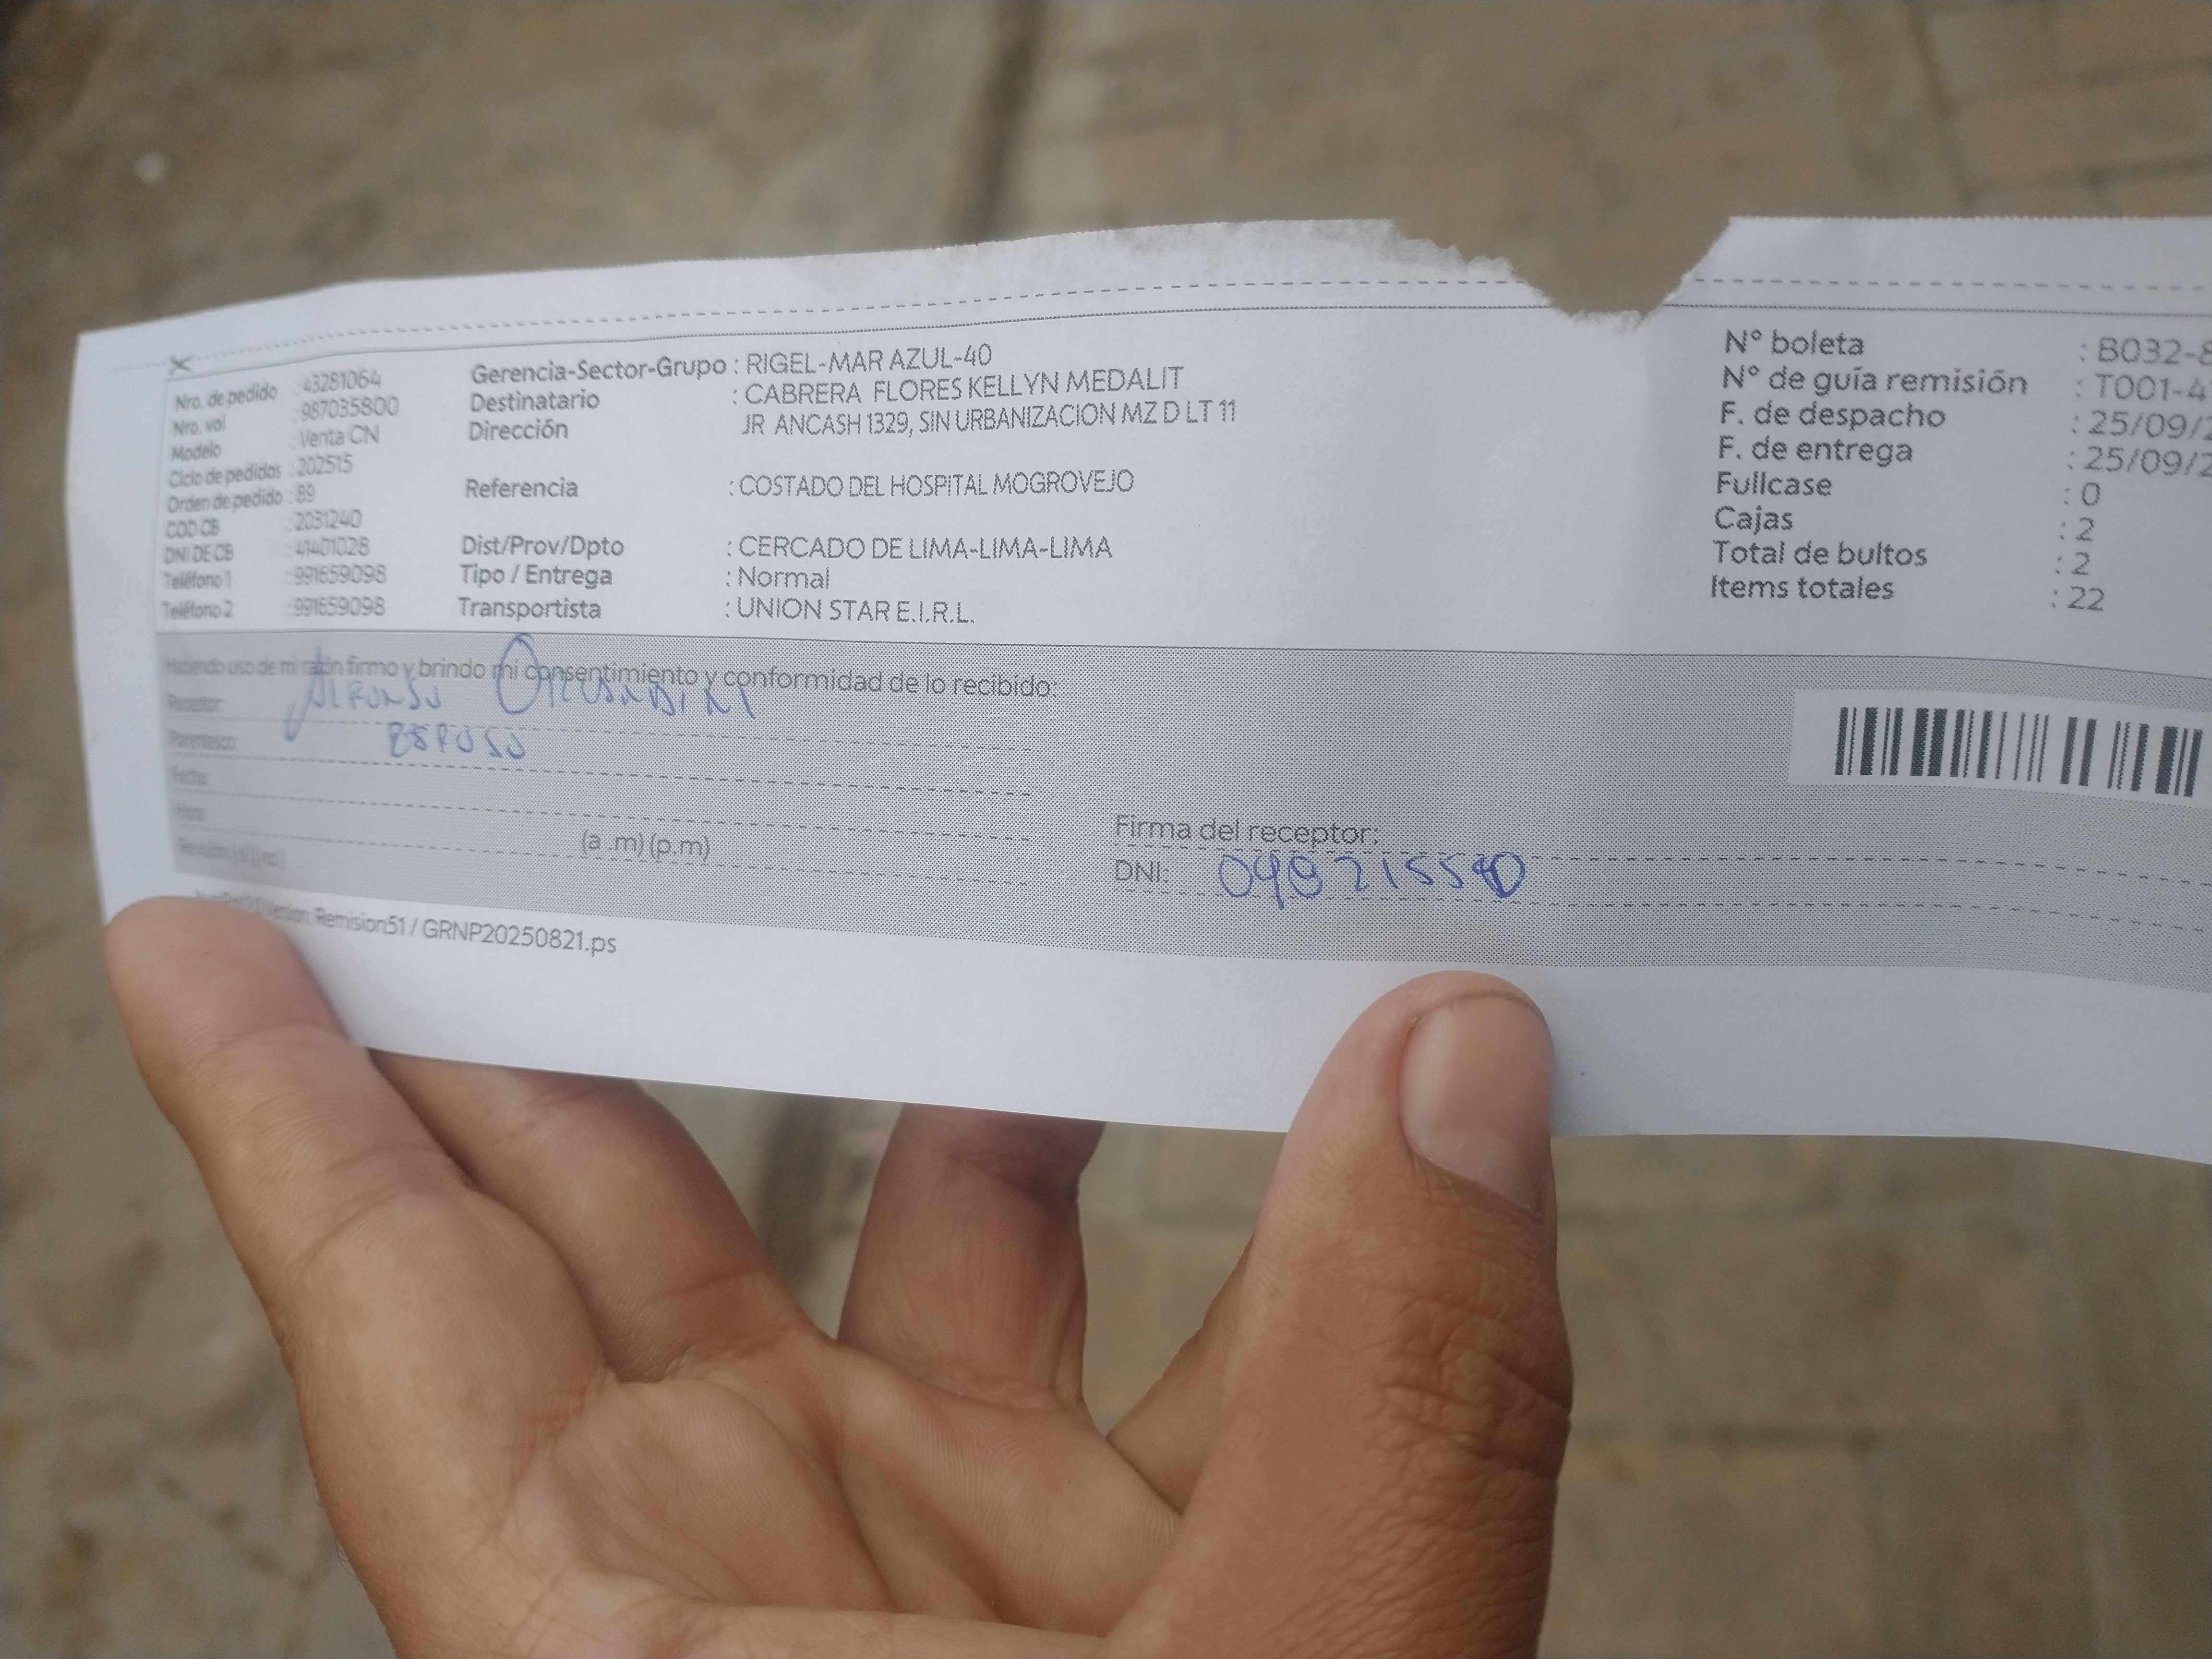 Nro. de pedido : 43281064
Nro. vol : 987035800
Modelo : Venta CN
Ciclo de pedidos : 202515
Orden de pedido : 89
COD CB : 2031240
DNI DE CB : 41401028
Teléfono 1 : 991659098
Teléfono 2 : 991659098
Gerencia-Sector-Grupo : RIGEL-MAR AZUL-40
Destinatario : CABRERA FLORES KELLYN MEDALIT
Dirección JR ANCASH 1329, SIN URBANIZACION MZ D LT 11
Referencia : COSTADO DEL HOSPITAL MOGROVEJO
Dist/Prov/Dpto : CERCADO DE LIMA-LIMA-LIMA
Tipo / Entrega : Normal
Transportista : UNION STAR E.I.R.L.
N° boleta : B032-8
N° de guía remisión : T001-4
F. de despacho : 25/09/2
F. de entrega : 25/09/2
Fullcase : 0
Cajas : 2
Total de bultos : 2
Items totales : 22
Haciendo uso de mi razón firmo y brindo mi consentimiento y conformidad de lo recibido:
Receptor: ALFONSO
Parentesco: ESPOSO
Fecha:
Hora: (a .m) (p.m)
Firma del receptor:
DNI:
Version: Remision51 / GRNP20250821.ps